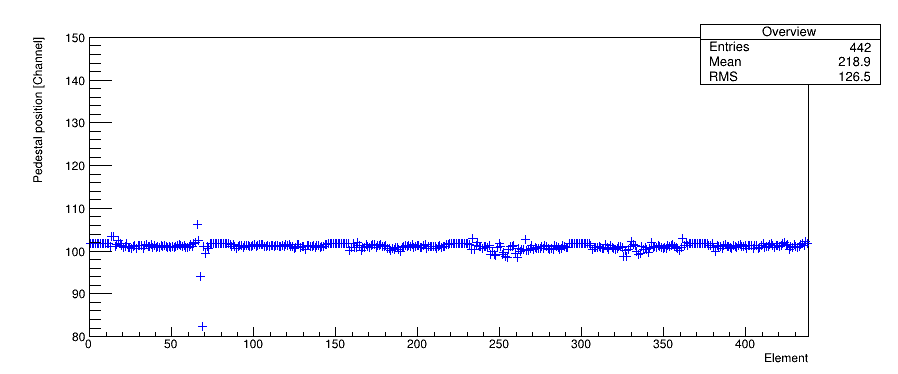 Overview
Entries 442
Mean 218.9
RMS 126.5
Pedestal position [Channel]
150
140
130
120
110
100
90
80
0 50 100 150 200 250 300 350 400
Element